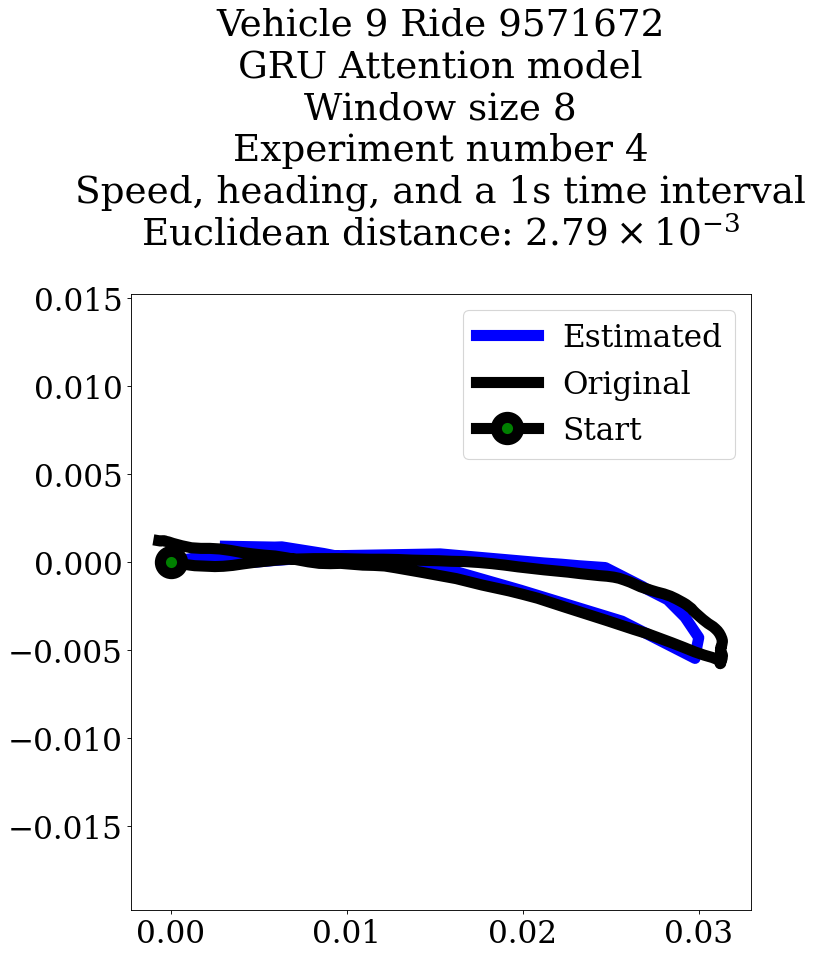 Vehicle 9 Ride 9571672
GRU Attention model
Window size 8
Experiment number 4
Speed, heading, and a 1s time interval
Euclidean distance: 2.79 × 10⁻³
0.015
Estimated
0.010
Original
Start
0.005
0.000
−0.005
−0.010
−0.015
0.00 0.01 0.02 0.03